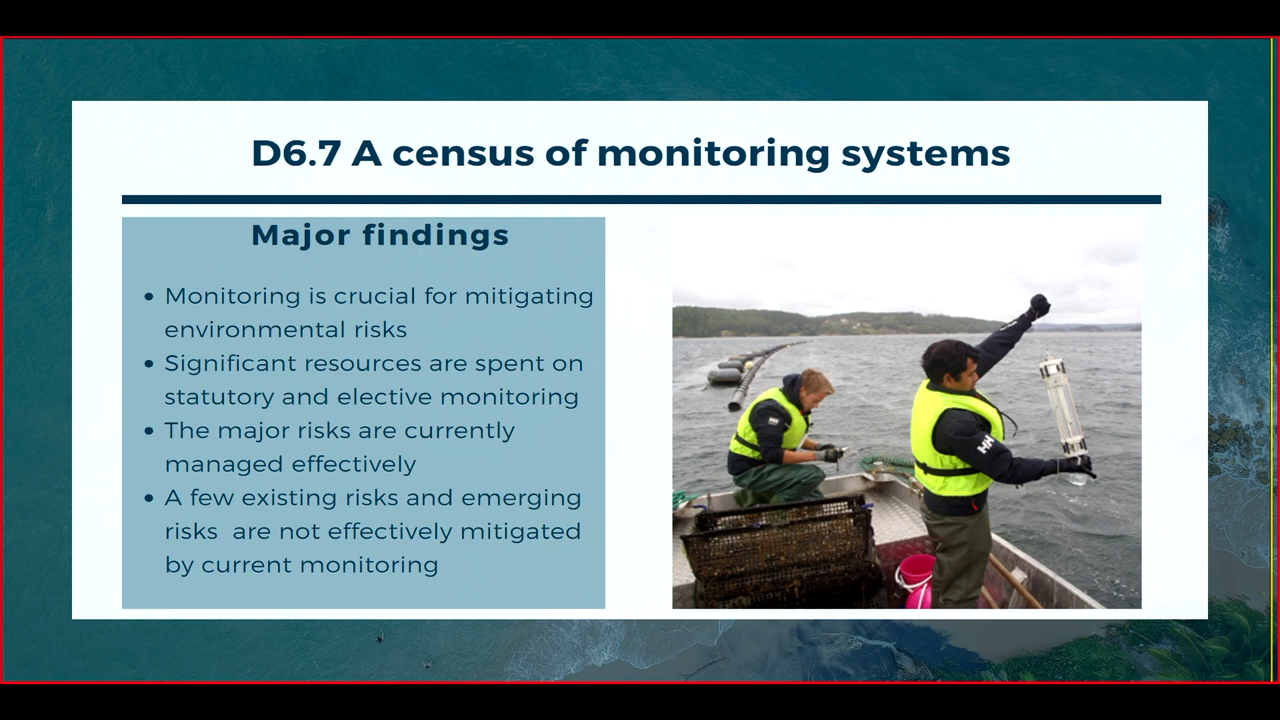 D6.7 A census of monitoring systems
Major findings
• Monitoring is crucial for mitigating
environmental risks
• Significant resources are spent on
statutory and elective monitoring
• The major risks are currently
managed effectively
• A few existing risks and emerging
risks  are not effectively mitigated
by current monitoring
HH